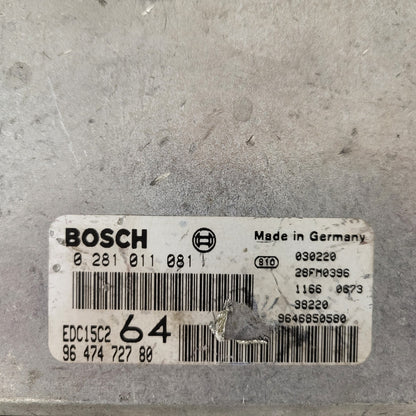 BOSCH Made in Germany
0 281 011 081 810 030220
28FM0396
1166 0673
98220
9646850580
EDC15C2 64
96 474 727 80